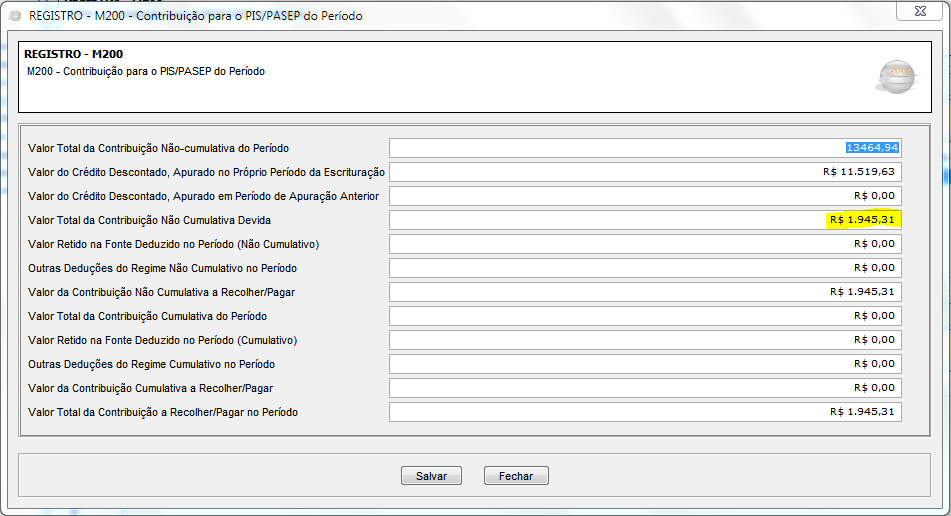 REGISTRO - M200 - Contribuição para o PIS/PASEP do Período
REGISTRO - M200
M200 - Contribuição para o PIS/PASEP do Período
Valor Total da Contribuição Não-cumulativa do Período 13464,94
Valor do Crédito Descontado, Apurado no Próprio Período da Escrituração R$ 11.519,63
Valor do Crédito Descontado, Apurado em Período de Apuração Anterior R$ 0,00
Valor Total da Contribuição Não Cumulativa Devida R$ 1.945,31
Valor Retido na Fonte Deduzido no Período (Não Cumulativo) R$ 0,00
Outras Deduções do Regime Não Cumulativo no Período R$ 0,00
Valor da Contribuição Não Cumulativa a Recolher/Pagar R$ 1.945,31
Valor Total da Contribuição Cumulativa do Período R$ 0,00
Valor Retido na Fonte Deduzido no Período (Cumulativo) R$ 0,00
Outras Deduções do Regime Cumulativo no Período R$ 0,00
Valor da Contribuição Cumulativa a Recolher/Pagar R$ 0,00
Valor Total da Contribuição a Recolher/Pagar no Período R$ 1.945,31
Salvar Fechar